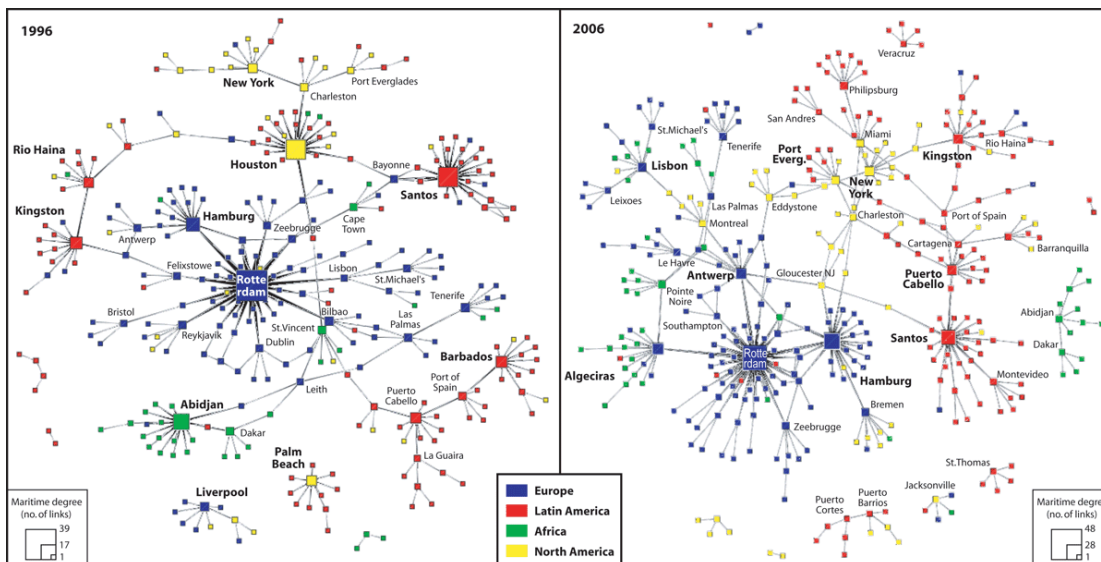 1996
New York
Port Everglades
Charleston
Rio Haina
Houston
Bayonne
Santos
Kingston
Hamburg
Zeebrugge
Cape
Town
Antwerp
Felixstowe
Rotte
rdam
Lisbon
St.Michael's
Tenerife
Bristol
Reykjavik
St.Vincent
Bilbao
Las
Palmas
Dublin
Barbados
Leith
Puerto
Cabello
Port of
Spain
Abidjan
Dakar
La Guaira
Palm
Beach
Liverpool
Maritime degree
(no. of links)
39
17
1
Europe
Latin America
Africa
North America
2006
Veracruz
Philipsburg
San Andres
St.Michael's
Tenerife
Miami
Port
Everg.
Kingston
Rio Haina
Lisbon
New
York
Leixoes
Las Palmas
Eddystone
Charleston
Port of Spain
Montreal
Cartagena
Barranquilla
Le Havre
Antwerp
Gloucester NJ
Puerto
Cabello
Pointe
Noire
Southampton
Abidjan
Santos
Dakar
Rotte
rdam
Algeciras
Hamburg
Montevideo
Bremen
Zeebrugge
St.Thomas
Jacksonville
Puerto
Cortes
Puerto
Barrios
Maritime degree
(no. of links)
48
28
1